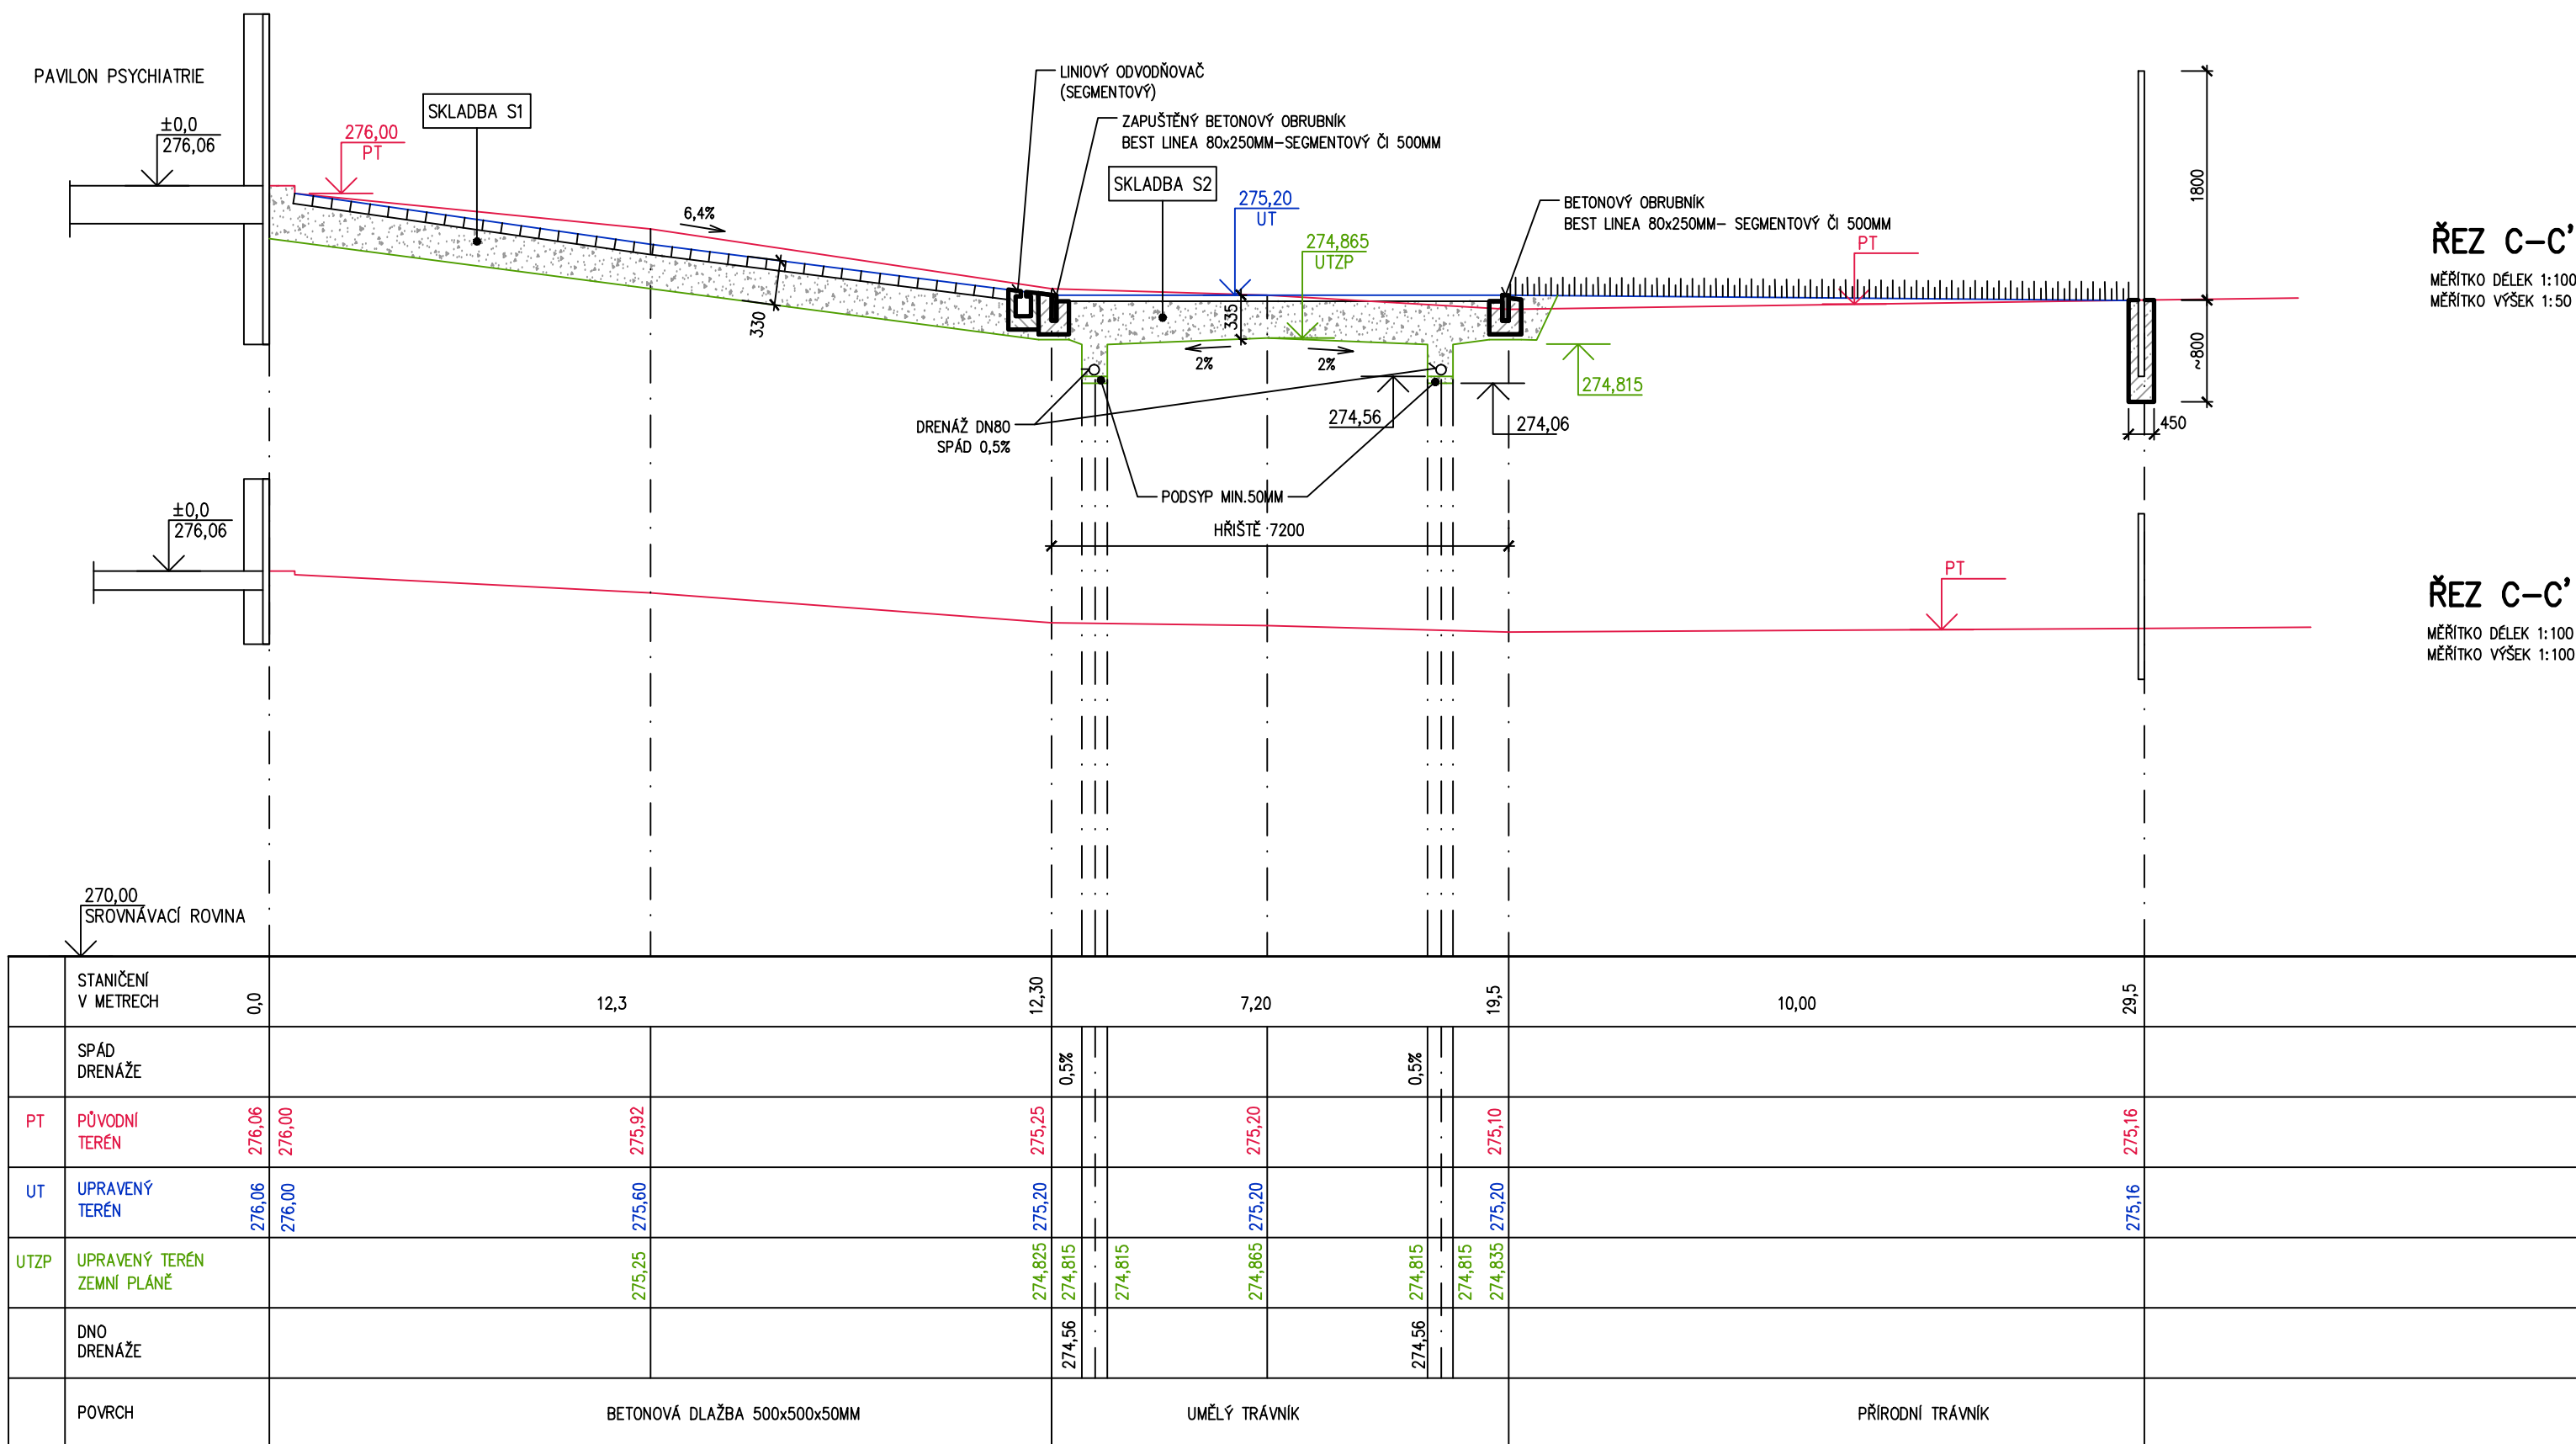 PAVILON PSYCHIATRIE
±0,0
276,06
276,00
PT
SKLADBA S1
6,4%
330
LINIOVÝ ODVODŇOVAČ
(SEGMENTOVÝ)
ZAPUŠTĚNÝ BETONOVÝ OBRUBNÍK
BEST LINEA 80x250MM-SEGMENTOVÝ ČI 500MM
SKLADBA S2
275,20
UT
274,865
UTZP
335
2%
2%
BETONOVÝ OBRUBNÍK
BEST LINEA 80x250MM- SEGMENTOVÝ ČI 500MM
PT
274,815
274,56
274,06
DRENÁŽ DN80
SPÁD 0,5%
PODSYP MIN.50MM
HŘIŠTĚ 7200
1800
~800
450
ŘEZ C-C'
MĚŘÍTKO DÉLEK 1:100
MĚŘÍTKO VÝŠEK 1:50
±0,0
276,06
PT
ŘEZ C-C'
MĚŘÍTKO DÉLEK 1:100
MĚŘÍTKO VÝŠEK 1:100
270,00
SROVNÁVACÍ ROVINA
STANIČENÍ
V METRECH
0,0
12,3
12,30
7,20
19,5
10,00
29,5
SPÁD
DRENÁŽE
0,5%
0,5%
PT
PŮVODNÍ
TERÉN
276,06
276,00
275,92
275,25
275,20
275,10
275,16
UT
UPRAVENÝ
TERÉN
276,06
276,00
275,60
275,20
275,20
275,20
275,16
UTZP
UPRAVENÝ TERÉN
ZEMNÍ PLÁNĚ
275,25
274,825
274,815
274,815
274,865
274,815
274,815
274,835
DNO
DRENÁŽE
274,56
274,56
POVRCH
BETONOVÁ DLAŽBA 500x500x50MM
UMĚLÝ TRÁVNÍK
PŘÍRODNÍ TRÁVNÍK